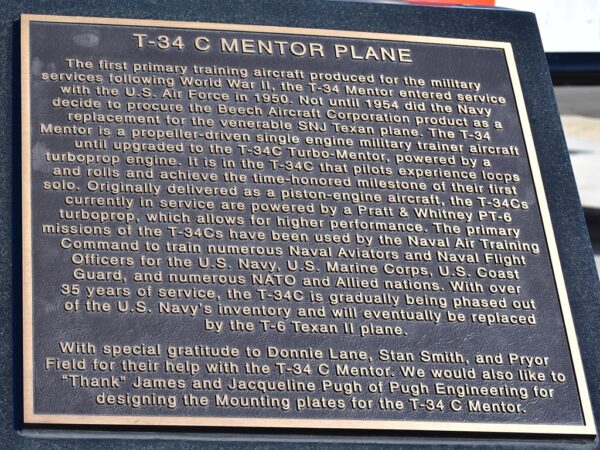 T-34 C MENTOR PLANE
The first primary training aircraft produced for the military
services following World War II, the T-34 Mentor entered service
with the U.S. Air Force in 1950. Not until 1954 did the Navy
decide to procure the Beech Aircraft Corporation product as a
replacement for the venerable SNJ Texan plane. The T-34
Mentor is a propeller-driven single engine military trainer aircraft
until upgraded to the T-34C Turbo-Mentor, powered by a
turboprop engine. It is in the T-34C that pilots experience loops
and rolls and achieve the time-honored milestone of their first
solo. Originally delivered as a piston-engine aircraft, the T-34Cs
currently in service are powered by a Pratt & Whitney PT-6
turboprop, which allows for higher performance. The primary
missions of the T-34Cs have been used by the Naval Air Training
Command to train numerous Naval Aviators and Naval Flight
Officers for the U.S. Navy, U.S. Marine Corps, U.S. Coast
Guard, and numerous NATO and Allied nations. With over
35 years of service, the T-34C is gradually being phased out
of the U.S. Navy's inventory and will eventually be replaced
by the T-6 Texan II plane.
With special gratitude to Donnie Lane, Stan Smith, and Pryor
Field for their help with the T-34 C Mentor. We would also like to
"Thank" James and Jacqueline Pugh of Pugh Engineering for
designing the Mounting plates for the T-34 C Mentor.